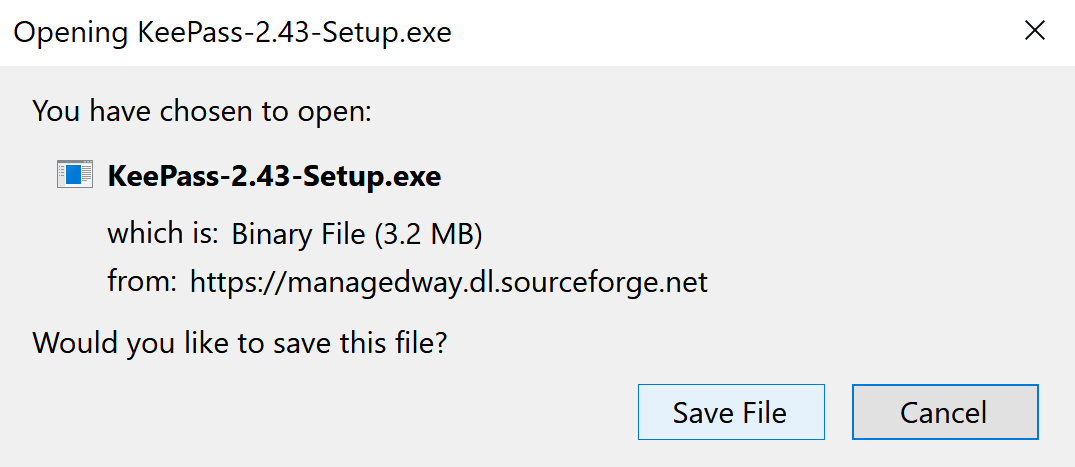 Opening KeePass-2.43-Setup.exe
You have chosen to open:
KeePass-2.43-Setup.exe
which is: Binary File (3.2 MB)
from: https://managedway.dl.sourceforge.net
Would you like to save this file?
Save File Cancel